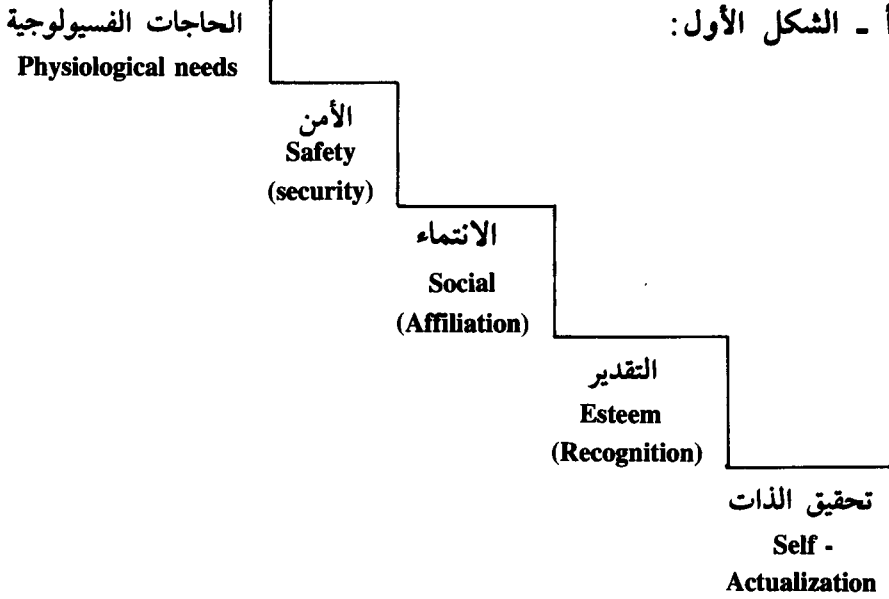 أ ـ الشكل الأول:
الحاجات الفسيولوجية
Physiological needs
الأمن
Safety
(security)
الانتماء
Social
(Affiliation)
التقدير
Esteem
(Recognition)
تحقيق الذات
Self -
Actualization